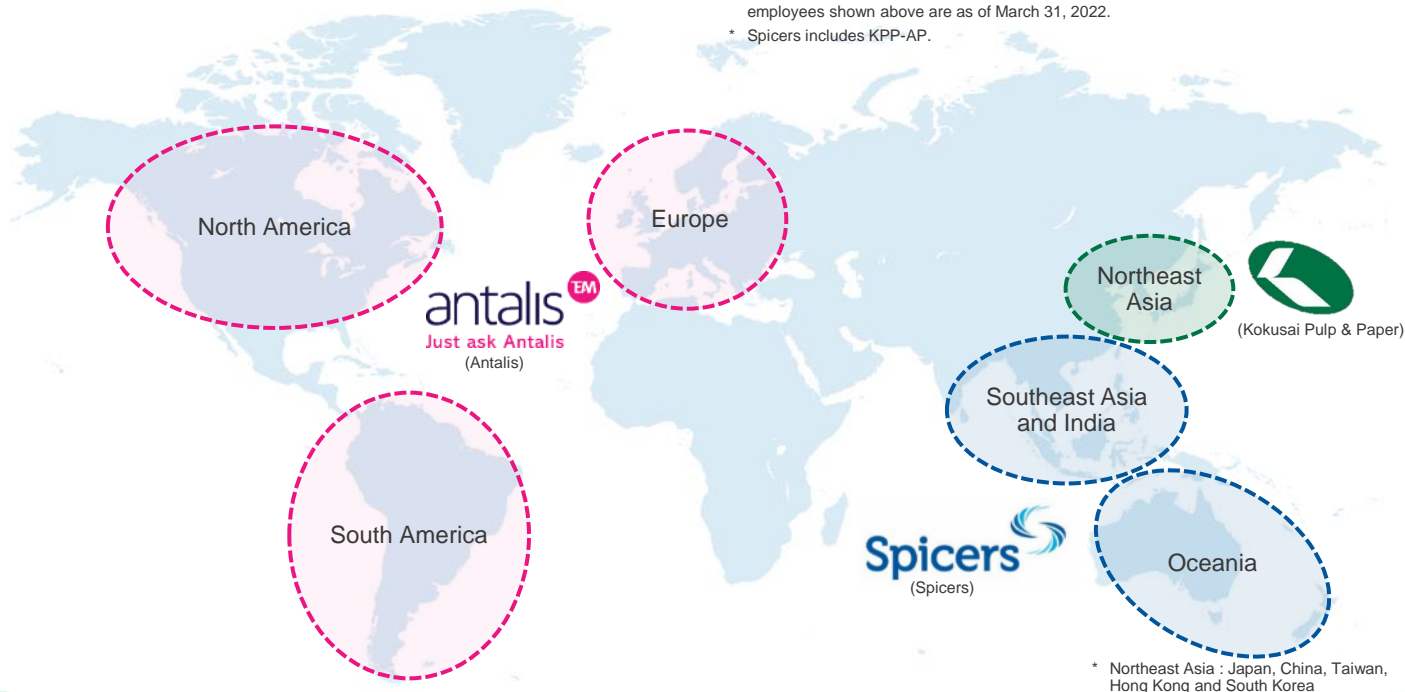 employees shown above are as of March 31, 2022.
* Spicers includes KPP-AP.
North America
Europe
Northeast
Asia
(Kokusai Pulp & Paper)
antalis TM
Just ask Antalis
(Antalis)
Southeast Asia
and India
South America
Spicers
(Spicers)
Oceania
* Northeast Asia : Japan, China, Taiwan,
Hong Kong and South Korea